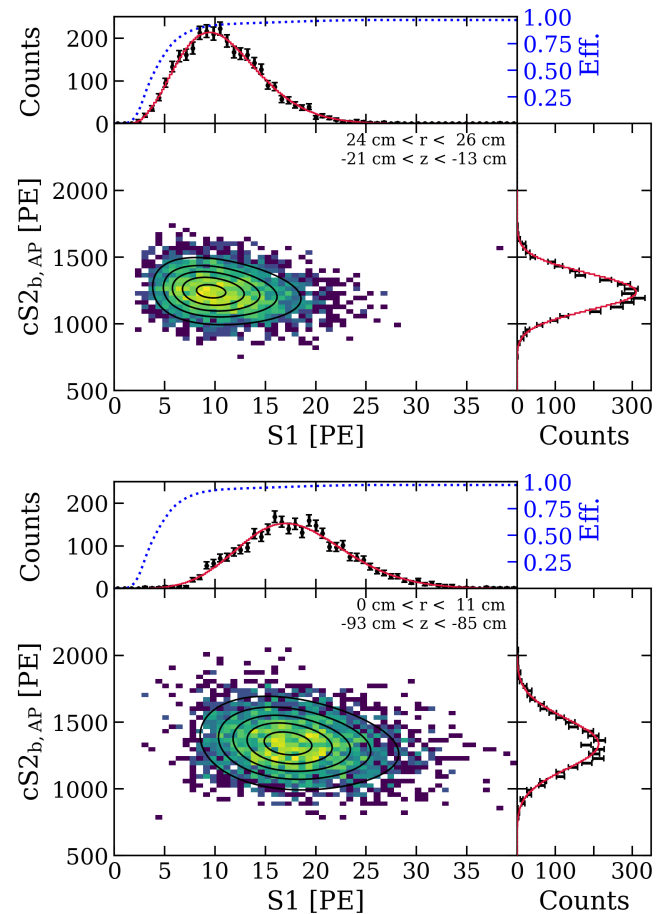 200
100
0
Counts
1.00
0.75
0.50
0.25
Eff.
24 cm < r < 26 cm
-21 cm < z < -13 cm
2000
1500
1000
500
cS2b, AP [PE]
0 5 10 15 20 25 30 35
S1 [PE]
0 100 200 300
Counts
200
100
0
Counts
1.00
0.75
0.50
0.25
Eff.
0 cm < r < 11 cm
-93 cm < z < -85 cm
2000
1500
1000
500
cS2b, AP [PE]
0 5 10 15 20 25 30 35
S1 [PE]
0 100 200 300
Counts